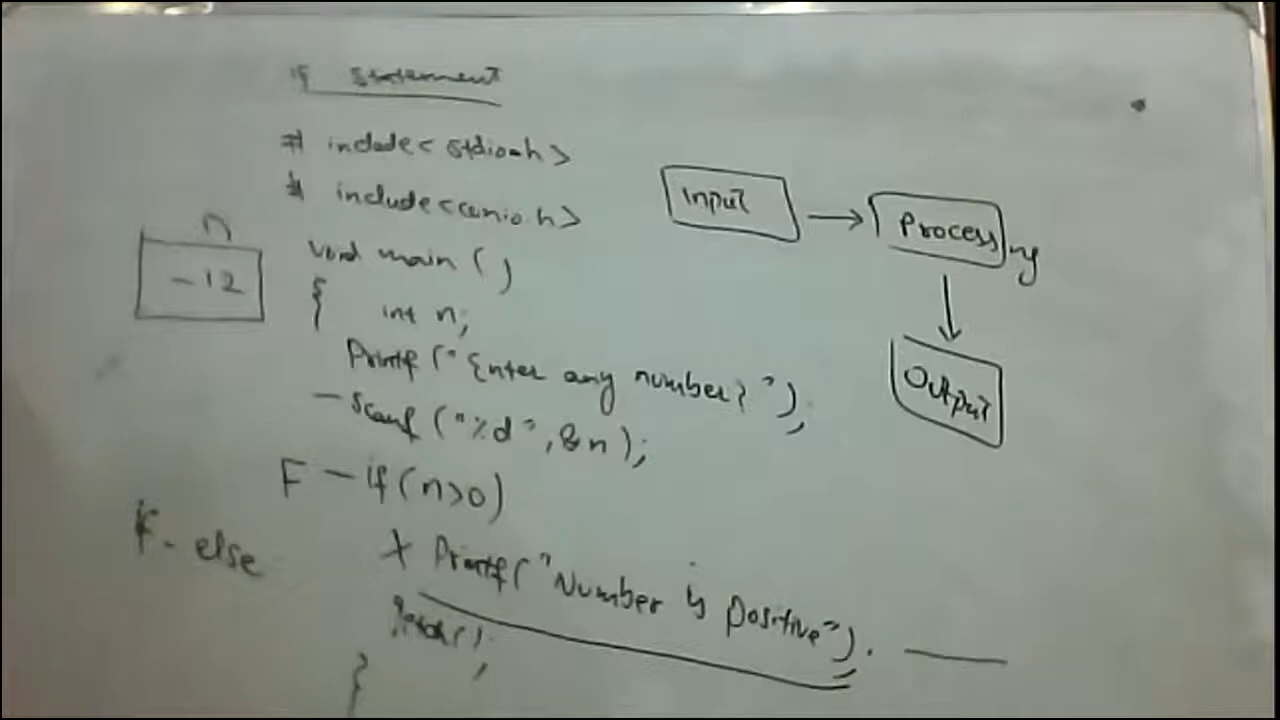 if statement
# include< stdio.h >
# include<conio.h>
void main ( )
{ int n;
Printf (" Enter any number? ");
- Scanf ("%d", &n );
F - if (n>0)
+ Printf ("Number is positive");
getch( );
}
n
-12
F - else
Input
Processing
Output